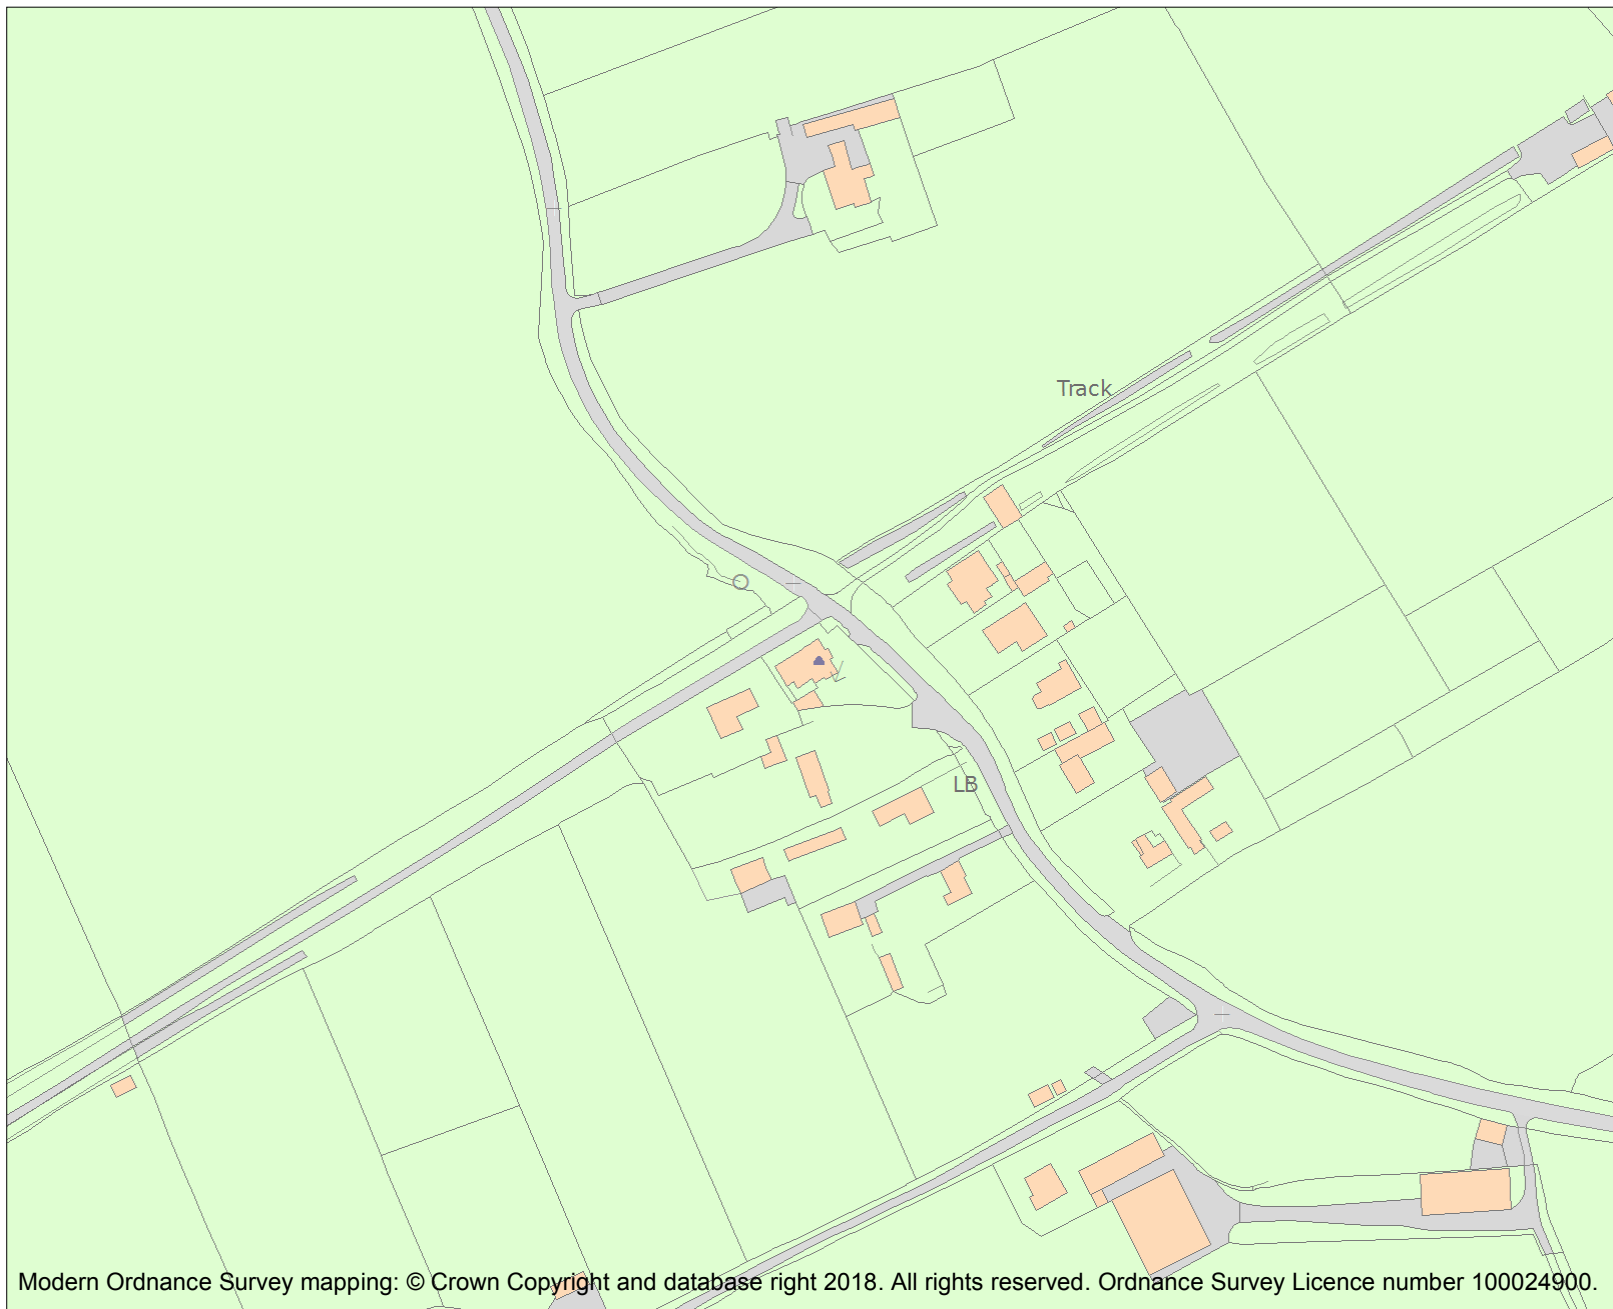 Track
LB
Modern Ordnance Survey mapping: © Crown Copyright and database right 2018. All rights reserved. Ordnance Survey Licence number 100024900.